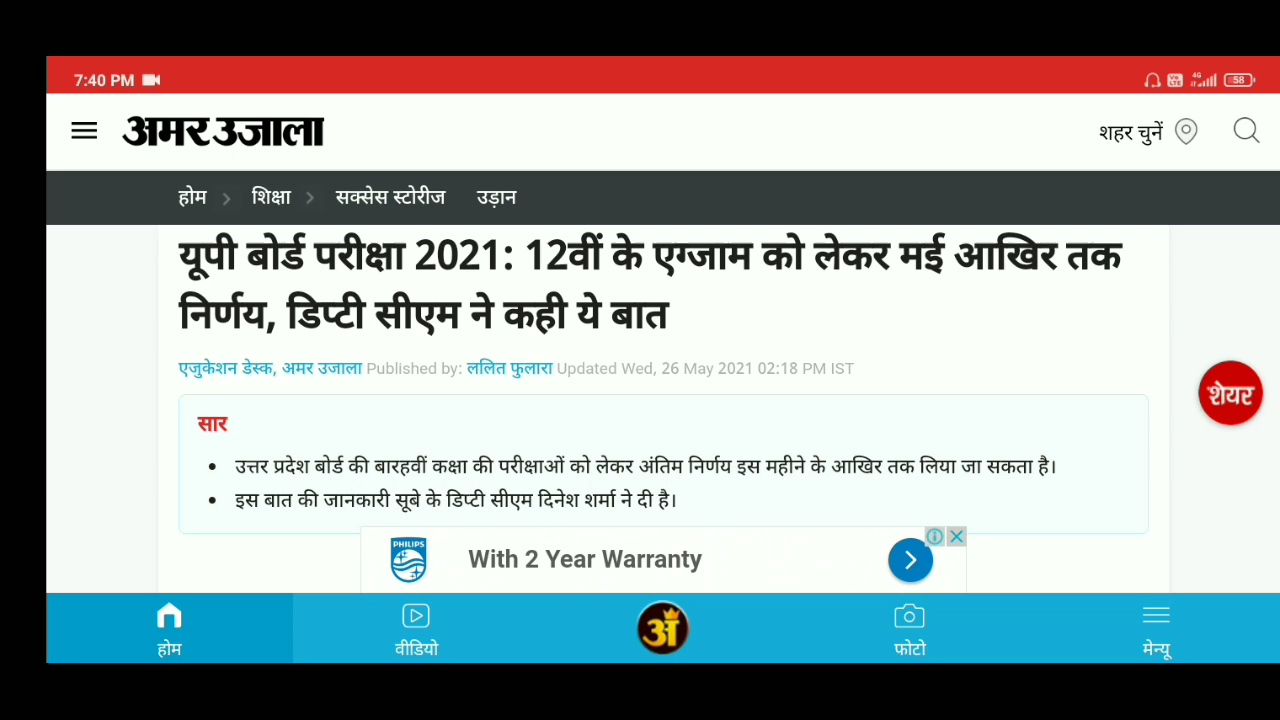 7:40 PM
4G
58
अमर उजाला
शहर चुनें
होम
शिक्षा
सक्सेस स्टोरीज
उड़ान
यूपी बोर्ड परीक्षा 2021: 12वीं के एग्जाम को लेकर मई आखिर तक
निर्णय, डिप्टी सीएम ने कही ये बात
एजुकेशन डेस्क, अमर उजाला Published by: ललित फुलारा Updated Wed, 26 May 2021 02:18 PM IST
शेयर
सार
उत्तर प्रदेश बोर्ड की बारहवीं कक्षा की परीक्षाओं को लेकर अंतिम निर्णय इस महीने के आखिर तक लिया जा सकता है।
इस बात की जानकारी सूबे के डिप्टी सीएम दिनेश शर्मा ने दी है।
PHILIPS
With 2 Year Warranty
होम
वीडियो
अं
फोटो
मेन्यू